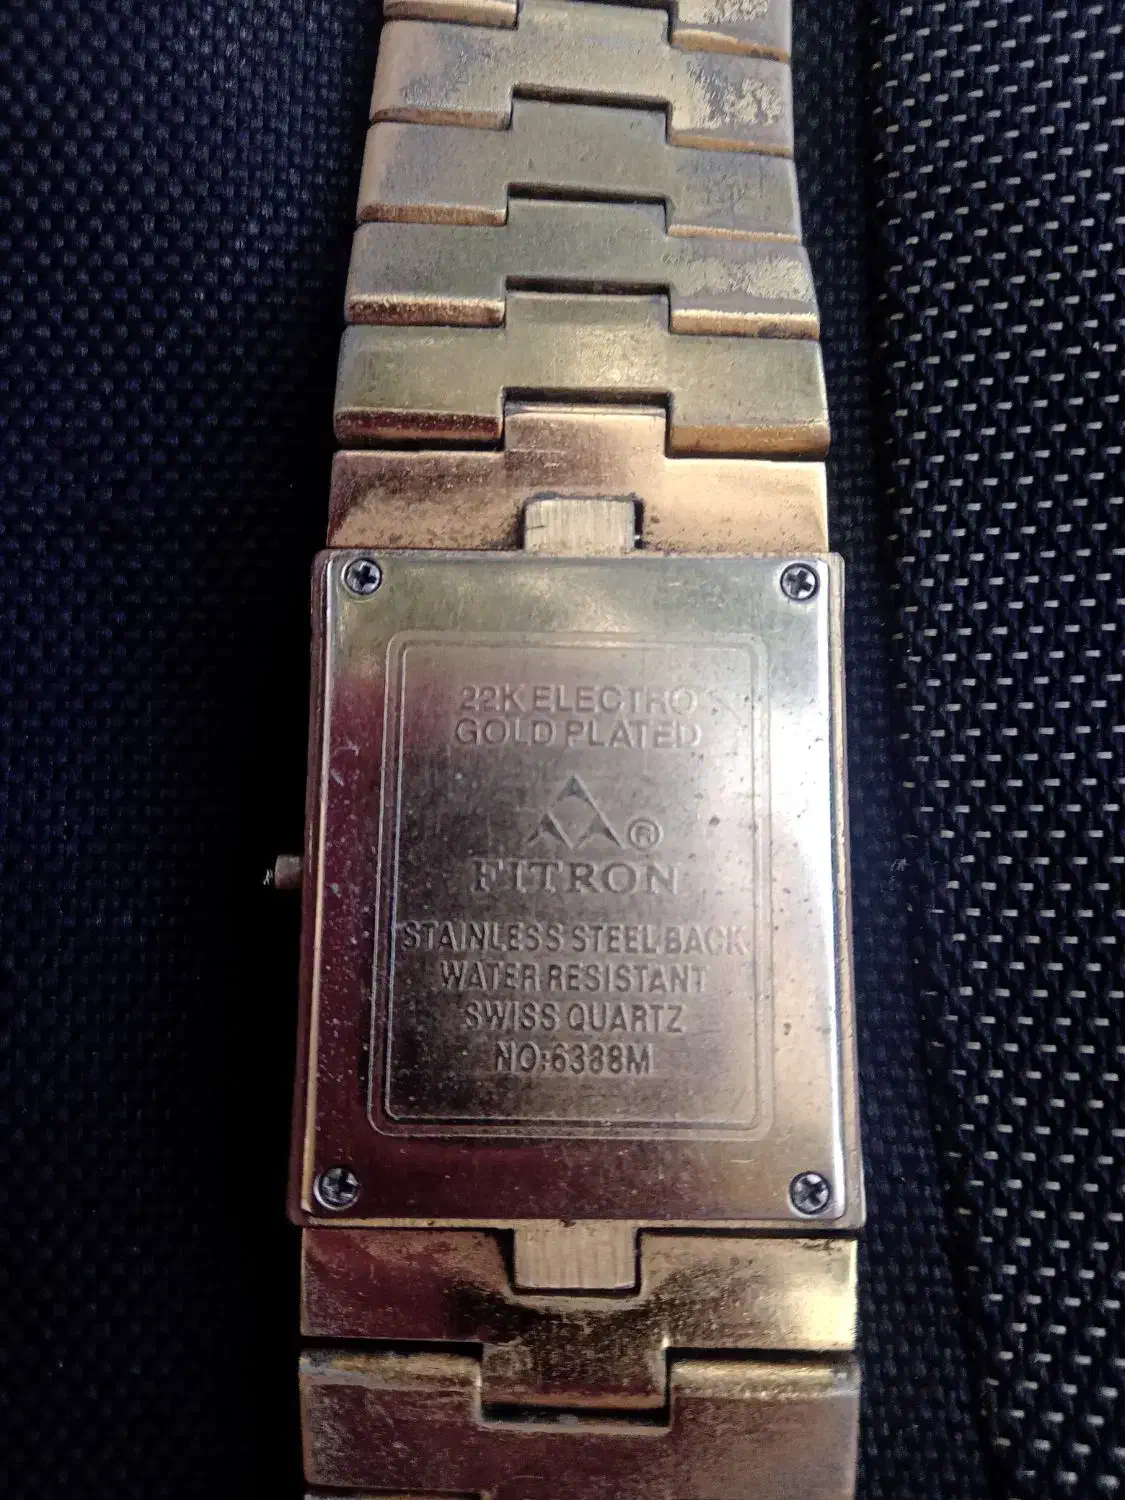 22K ELECTRO
GOLD PLATED
®
FITRON
STAINLESS STEEL BACK
WATER RESISTANT
SWISS QUARTZ
NO:6388M